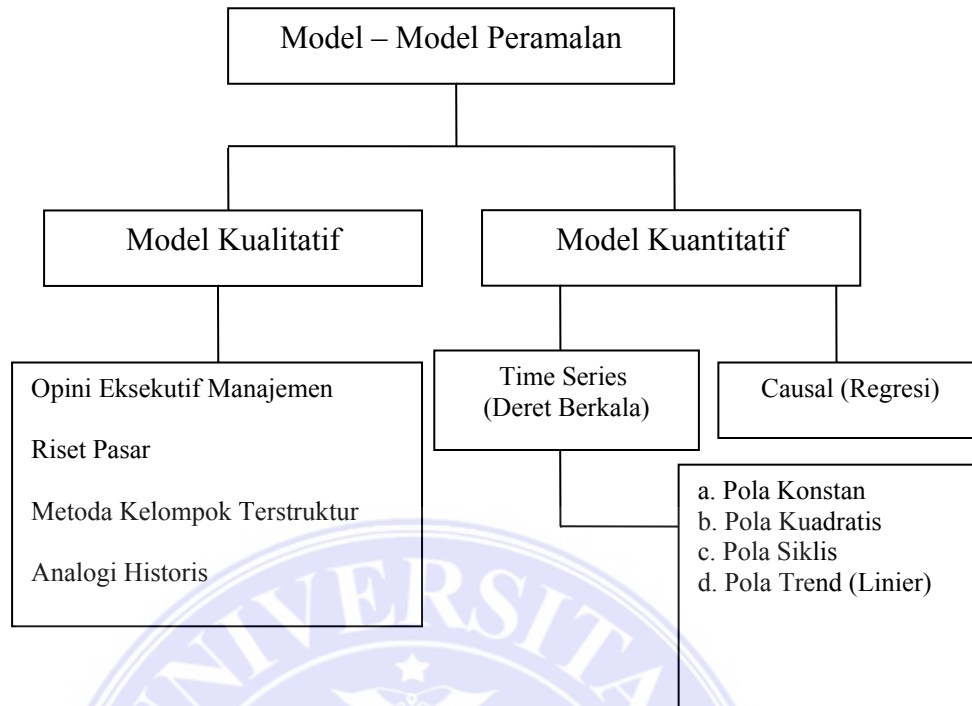 Model – Model Peramalan
Model Kualitatif
Model Kuantitatif
Opini Eksekutif Manajemen
Riset Pasar
Metoda Kelompok Terstruktur
Analogi Historis
Time Series
(Deret Berkala)
Causal (Regresi)
a. Pola Konstan
b. Pola Kuadratis
c. Pola Siklis
d. Pola Trend (Linier)
UNIVERSITA